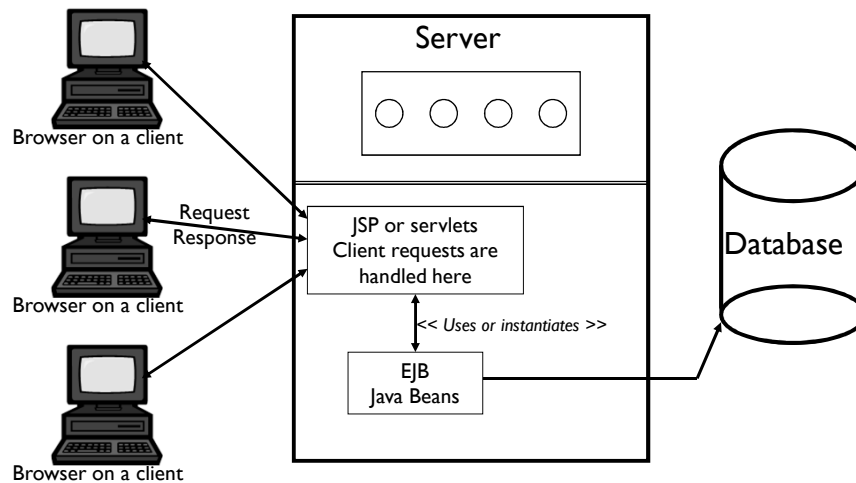 Server
Browser on a client
Request
Response
Browser on a client
Browser on a client
JSP or servlets
Client requests are
handled here
<< Uses or instantiates >>
EJB
Java Beans
Database